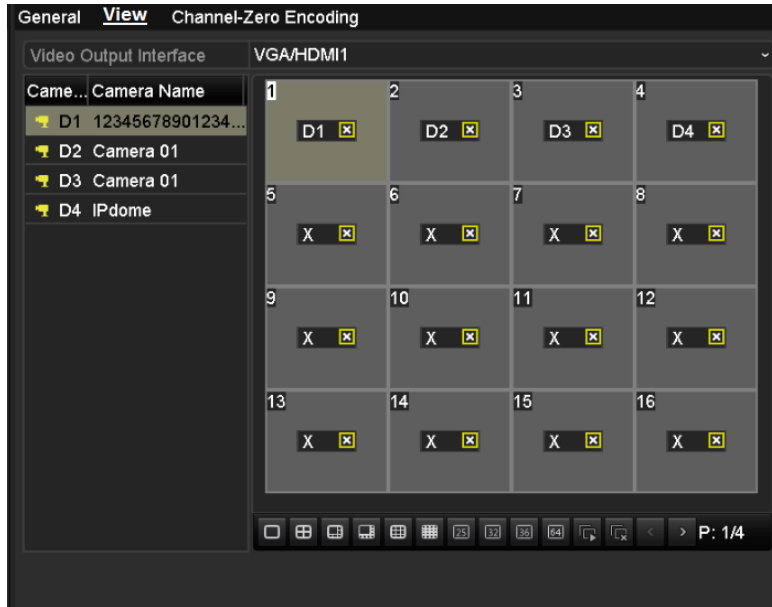 General View Channel-Zero Encoding
Video Output Interface VGA/HDMI1
Came... Camera Name
D1 12345678901234...
D2 Camera 01
D3 Camera 01
D4 IPdome
1 2 3 4
D1 D2 D3 D4
5 6 7 8
X X X X
9 10 11 12
X X X X
13 14 15 16
X X X X
25 32 36 64 P: 1/4